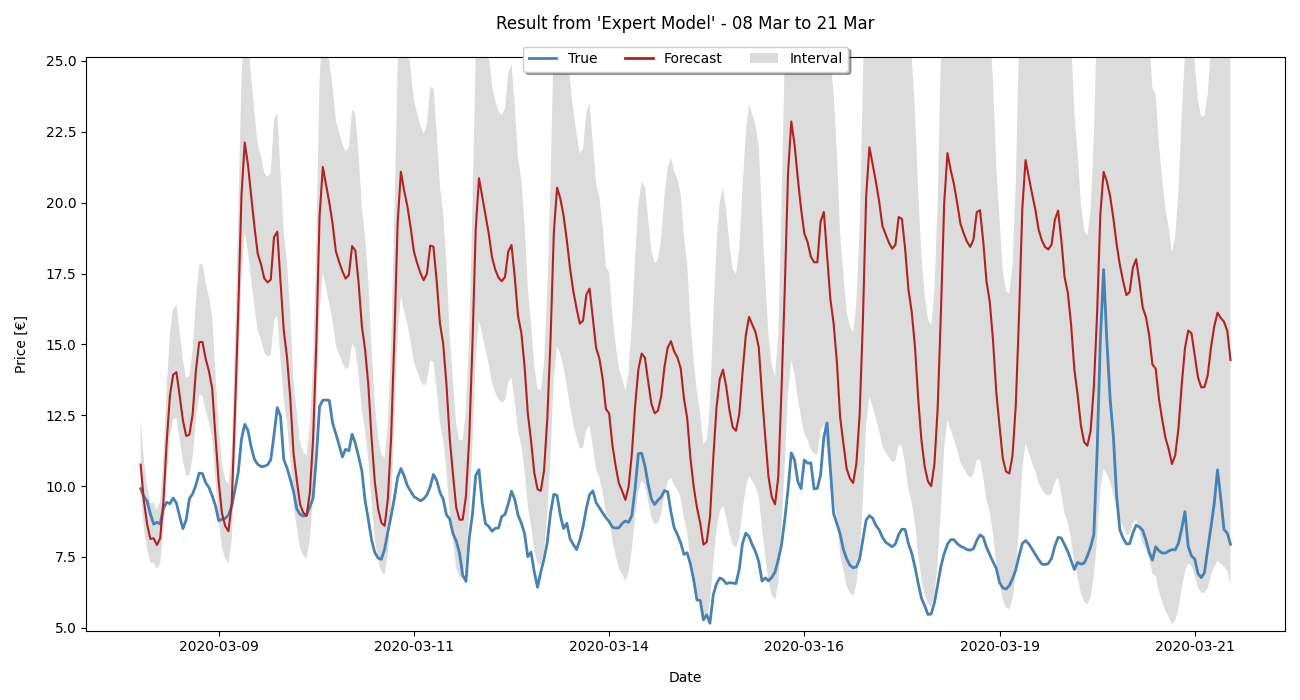 Result from 'Expert Model' - 08 Mar to 21 Mar
True Forecast Interval
25.0
22.5
20.0
17.5
15.0
12.5
10.0
7.5
5.0
Price [€]
2020-03-09 2020-03-11 2020-03-14 2020-03-16 2020-03-19 2020-03-21
Date